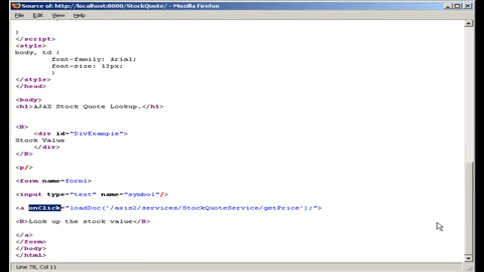 Source of: http://localhost:8080/StockQuote/ - Mozilla Firefox
File Edit View Help
}
</script>
<style>
body, td {
font-family: Arial;
font-size: 13px;
}
</style>
</head>
<body>
<h1>AJAX Stock Quote Lookup.</h1>
<B>
<div id="DivExample">
Stock Value
</div>
</B>
<p/>
<form name=form1>
<input type="text" name="symbol"/>
<a onClick="loadDoc('/axis2/services/StockQuoteService/getPrice');">
<B>Look up the stock value</B>
</a>
</form>
</body>
</html>
Line 78, Col 11